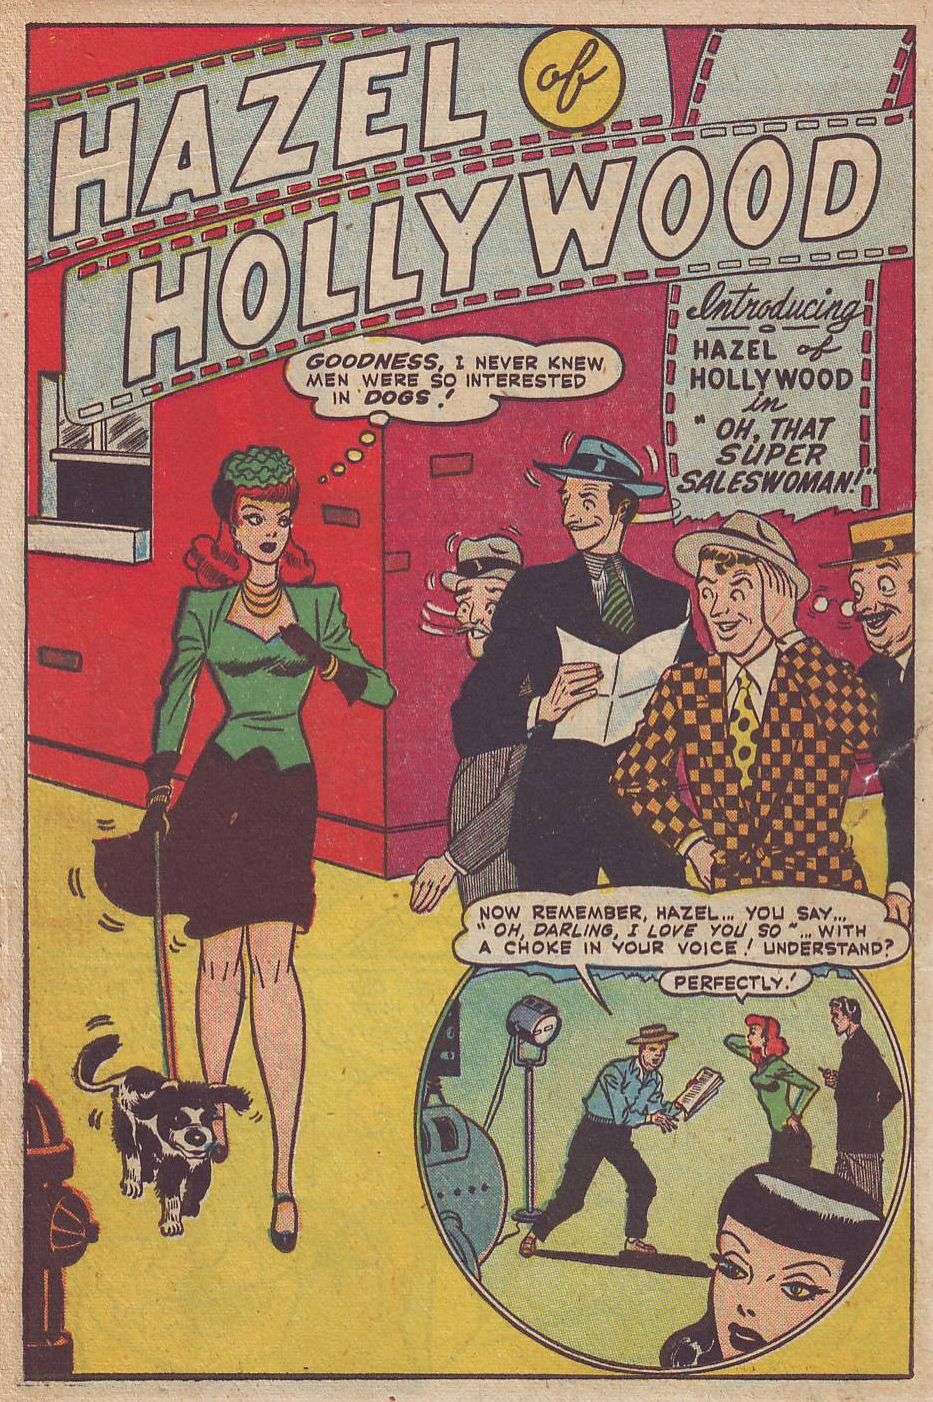 HAZEL of
HOLLYWOOD
Introducing
HAZEL of
HOLLYWOOD
in
"OH, THAT
SUPER
SALESWOMAN!"
GOODNESS, I NEVER KNEW
MEN WERE SO INTERESTED
IN DOGS!
NOW REMEMBER, HAZEL... YOU SAY...
"OH, DARLING, I LOVE YOU SO"... WITH
A CHOKE IN YOUR VOICE! UNDERSTAND?
PERFECTLY!